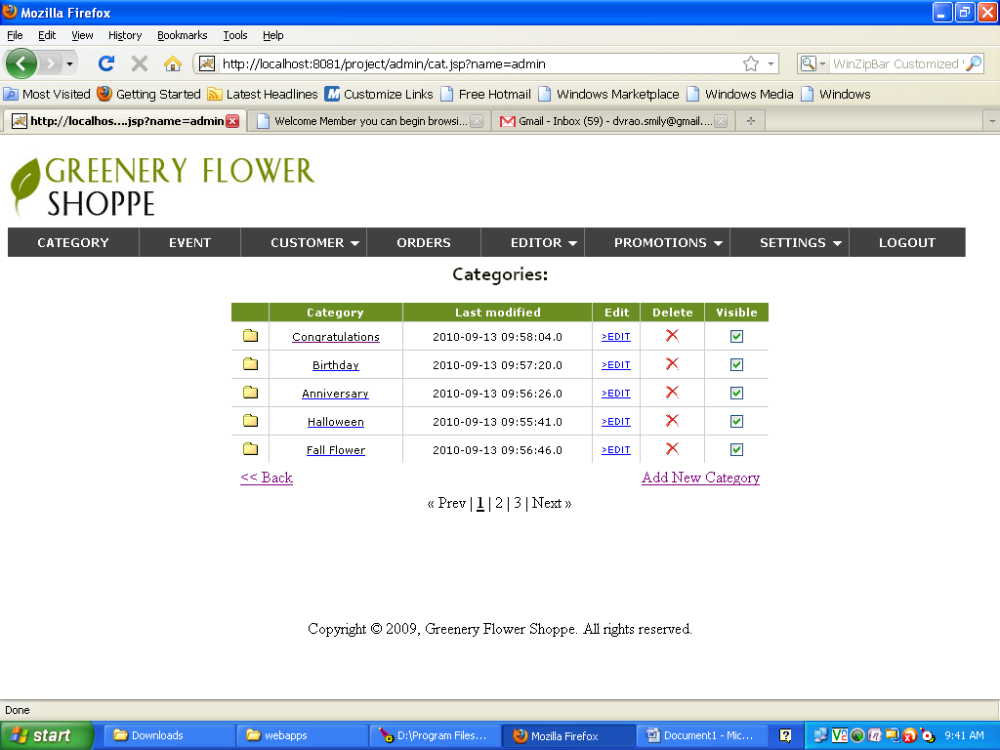 Mozilla Firefox
File Edit View History Bookmarks Tools Help
http://localhost:8081/project/admin/cat.jsp?name=admin WinZipBar Customized
Most Visited Getting Started Latest Headlines Customize Links Free Hotmail Windows Marketplace Windows Media Windows
http://localhos....jsp?name=admin Welcome Member you can begin browsi... Gmail - Inbox (59) - dvrao.smily@gmail....
GREENERY FLOWER
SHOPPE
CATEGORY EVENT CUSTOMER ORDERS EDITOR PROMOTIONS SETTINGS LOGOUT
Categories:
Category Last modified Edit Delete Visible
Congratulations 2010-09-13 09:58:04.0 >EDIT
Birthday 2010-09-13 09:57:20.0 >EDIT
Anniversary 2010-09-13 09:56:26.0 >EDIT
Halloween 2010-09-13 09:55:41.0 >EDIT
Fall Flower 2010-09-13 09:56:46.0 >EDIT
<< Back Add New Category
« Prev | 1 | 2 | 3 | Next »
Copyright © 2009, Greenery Flower Shoppe. All rights reserved.
Done
start Downloads webapps D:\Program Files... Mozilla Firefox Document1 - Mic... 9:41 AM